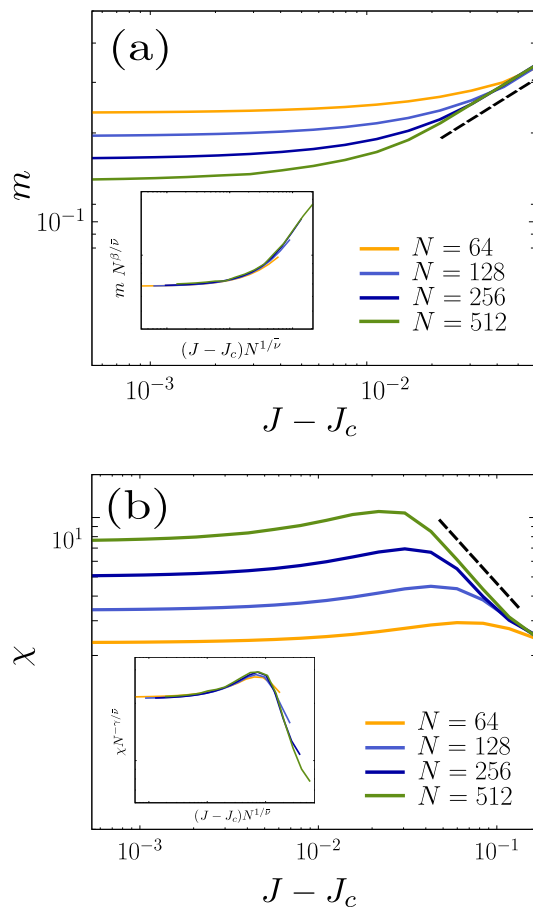 (a)
m
10^{-1}
m N^{β/ν̄}
(J − J_c)N^{1/ν̄}
N = 64
N = 128
N = 256
N = 512
10^{-3}
10^{-2}
J − J_c
(b)
10^1
χ
χN^{−γ/ν̄}
(J − J_c)N^{1/ν̄}
N = 64
N = 128
N = 256
N = 512
10^{-3}
10^{-2}
10^{-1}
J − J_c